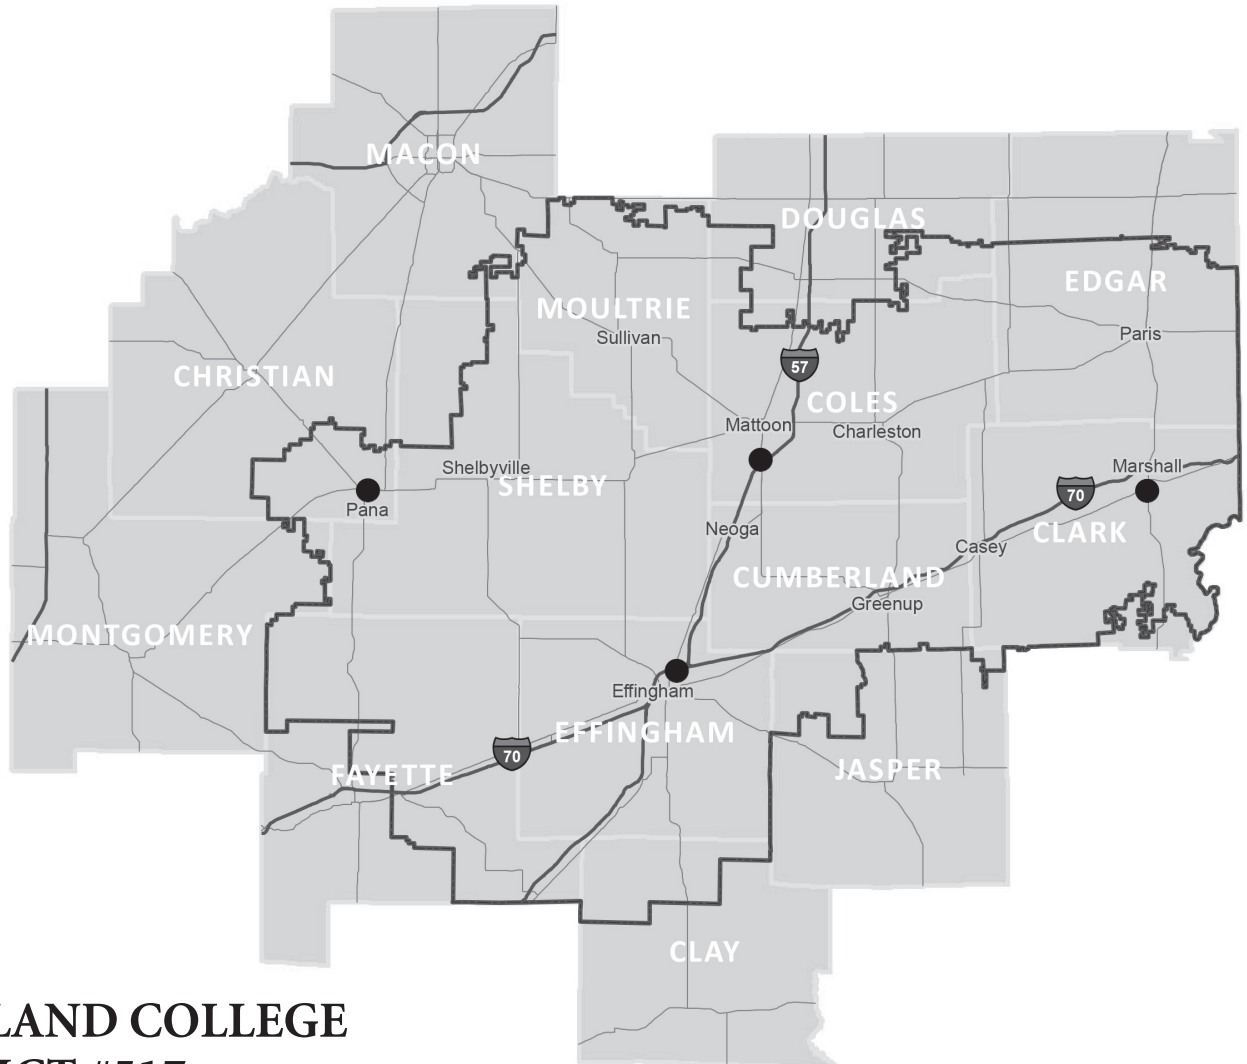 MACON
DOUGLAS
EDGAR
MOULTRIE
Sullivan
Paris
57
CHRISTIAN
COLES
Mattoon
Charleston
Shelbyville
SHELBY
Marshall
70
Pana
Neoga
CLARK
Casey
CUMBERLAND
Greenup
MONTGOMERY
Effingham
EFFINGHAM
70
FAYETTE
JASPER
CLAY
LAND COLLEGE